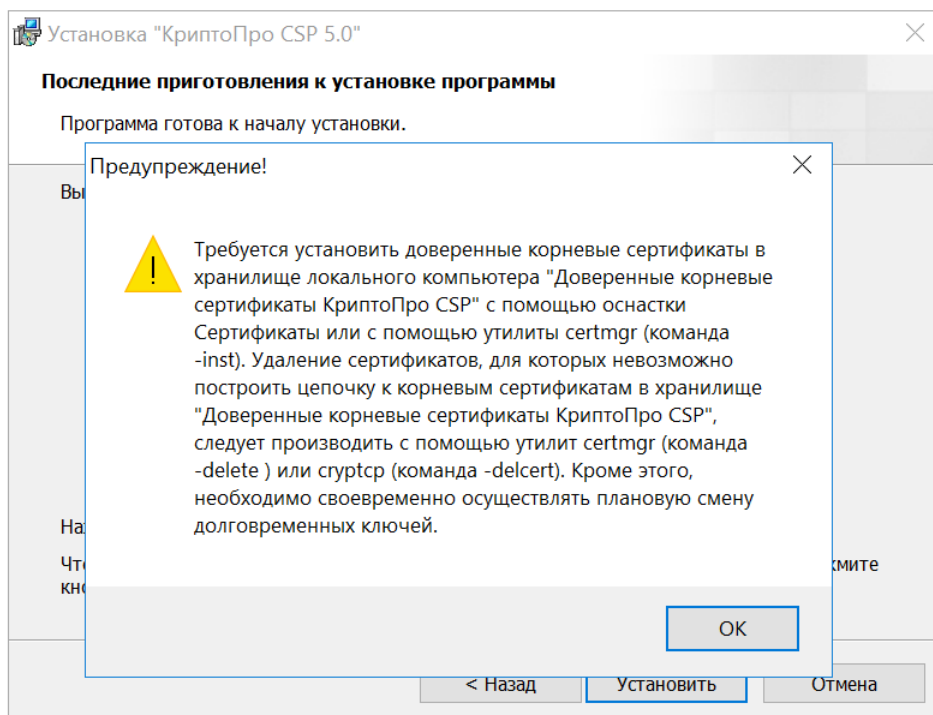 Установка "КриптоПро CSP 5.0"
Последние приготовления к установке программы
Программа готова к началу установки.
Предупреждение!
Требуется установить доверенные корневые сертификаты в
хранилище локального компьютера "Доверенные корневые
сертификаты КриптоПро CSP" с помощью оснастки
Сертификаты или с помощью утилиты certmgr (команда
-inst). Удаление сертификатов, для которых невозможно
построить цепочку к корневым сертификатам в хранилище
"Доверенные корневые сертификаты КриптоПро CSP",
следует производить с помощью утилит certmgr (команда
-delete ) или cryptcp (команда -delcert). Кроме этого,
необходимо своевременно осуществлять плановую смену
долговременных ключей.
OK
< Назад
Установить
Отмена